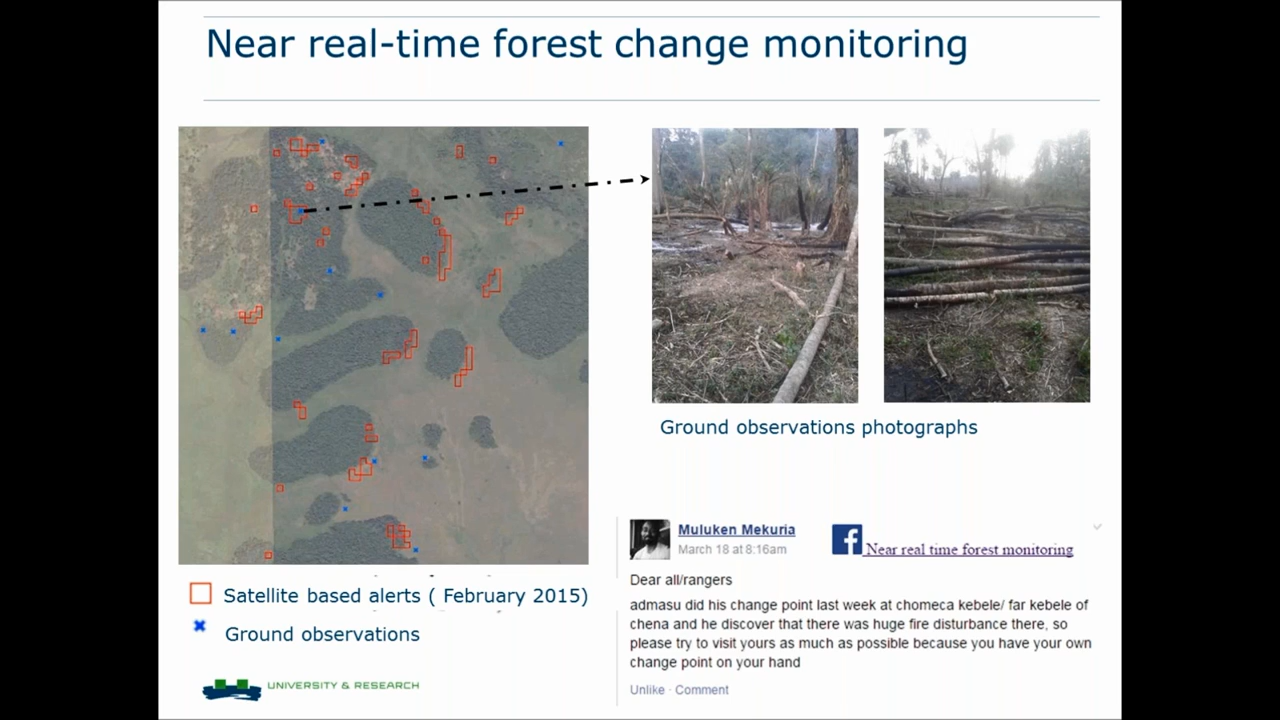 Near real-time forest change monitoring
Ground observations photographs
Satellite based alerts ( February 2015)
Ground observations
UNIVERSITY & RESEARCH
Muluken Mekuria
March 18 at 8:16am
f Near real time forest monitoring
Dear all/rangers
admasu did his change point last week at chomeca kebele/ far kebele of
chena and he discover that there was huge fire disturbance there, so
please try to visit yours as much as possible because you have your own
change point on your hand
Unlike · Comment